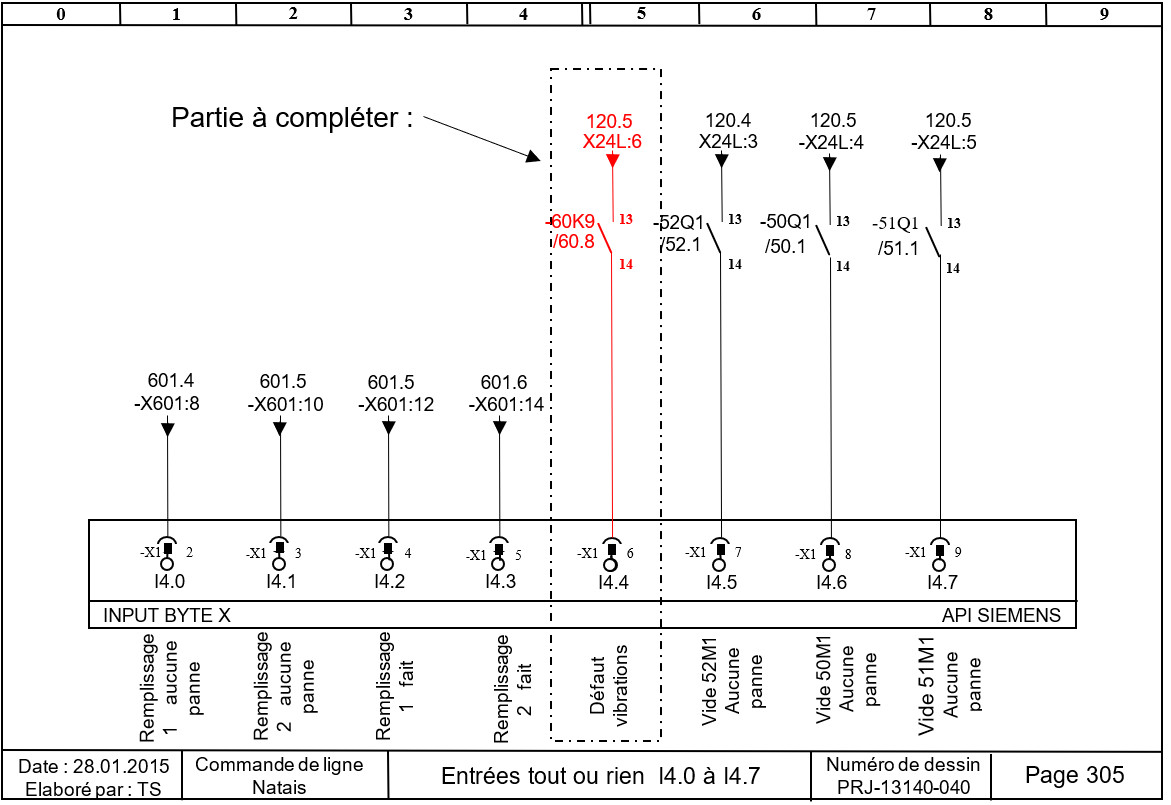 0 1 2 3 4 5 6 7 8 9
Partie à compléter :
120.5
X24L:6
120.4
X24L:3
120.5
-X24L:4
120.5
-X24L:5
-60K9
/60.8
13
14
-52Q1
/52.1
13
14
-50Q1
/50.1
13
14
-51Q1
/51.1
13
14
601.4
-X601:8
601.5
-X601:10
601.5
-X601:12
601.6
-X601:14
-X1 2
I4.0
-X1 3
I4.1
-X1 4
I4.2
-X1 5
I4.3
-X1 6
I4.4
-X1 7
I4.5
-X1 8
I4.6
-X1 9
I4.7
INPUT BYTE X
API SIEMENS
Remplissage
1 aucune
panne
Remplissage
2 aucune
panne
Remplissage
1 fait
Remplissage
2 fait
Défaut
vibrations
Vide 52M1
Aucune
panne
Vide 50M1
Aucune
panne
Vide 51M1
Aucune
panne
Date : 28.01.2015
Elaboré par : TS
Commande de ligne
Natais
Entrées tout ou rien I4.0 à I4.7
Numéro de dessin
PRJ-13140-040
Page 305